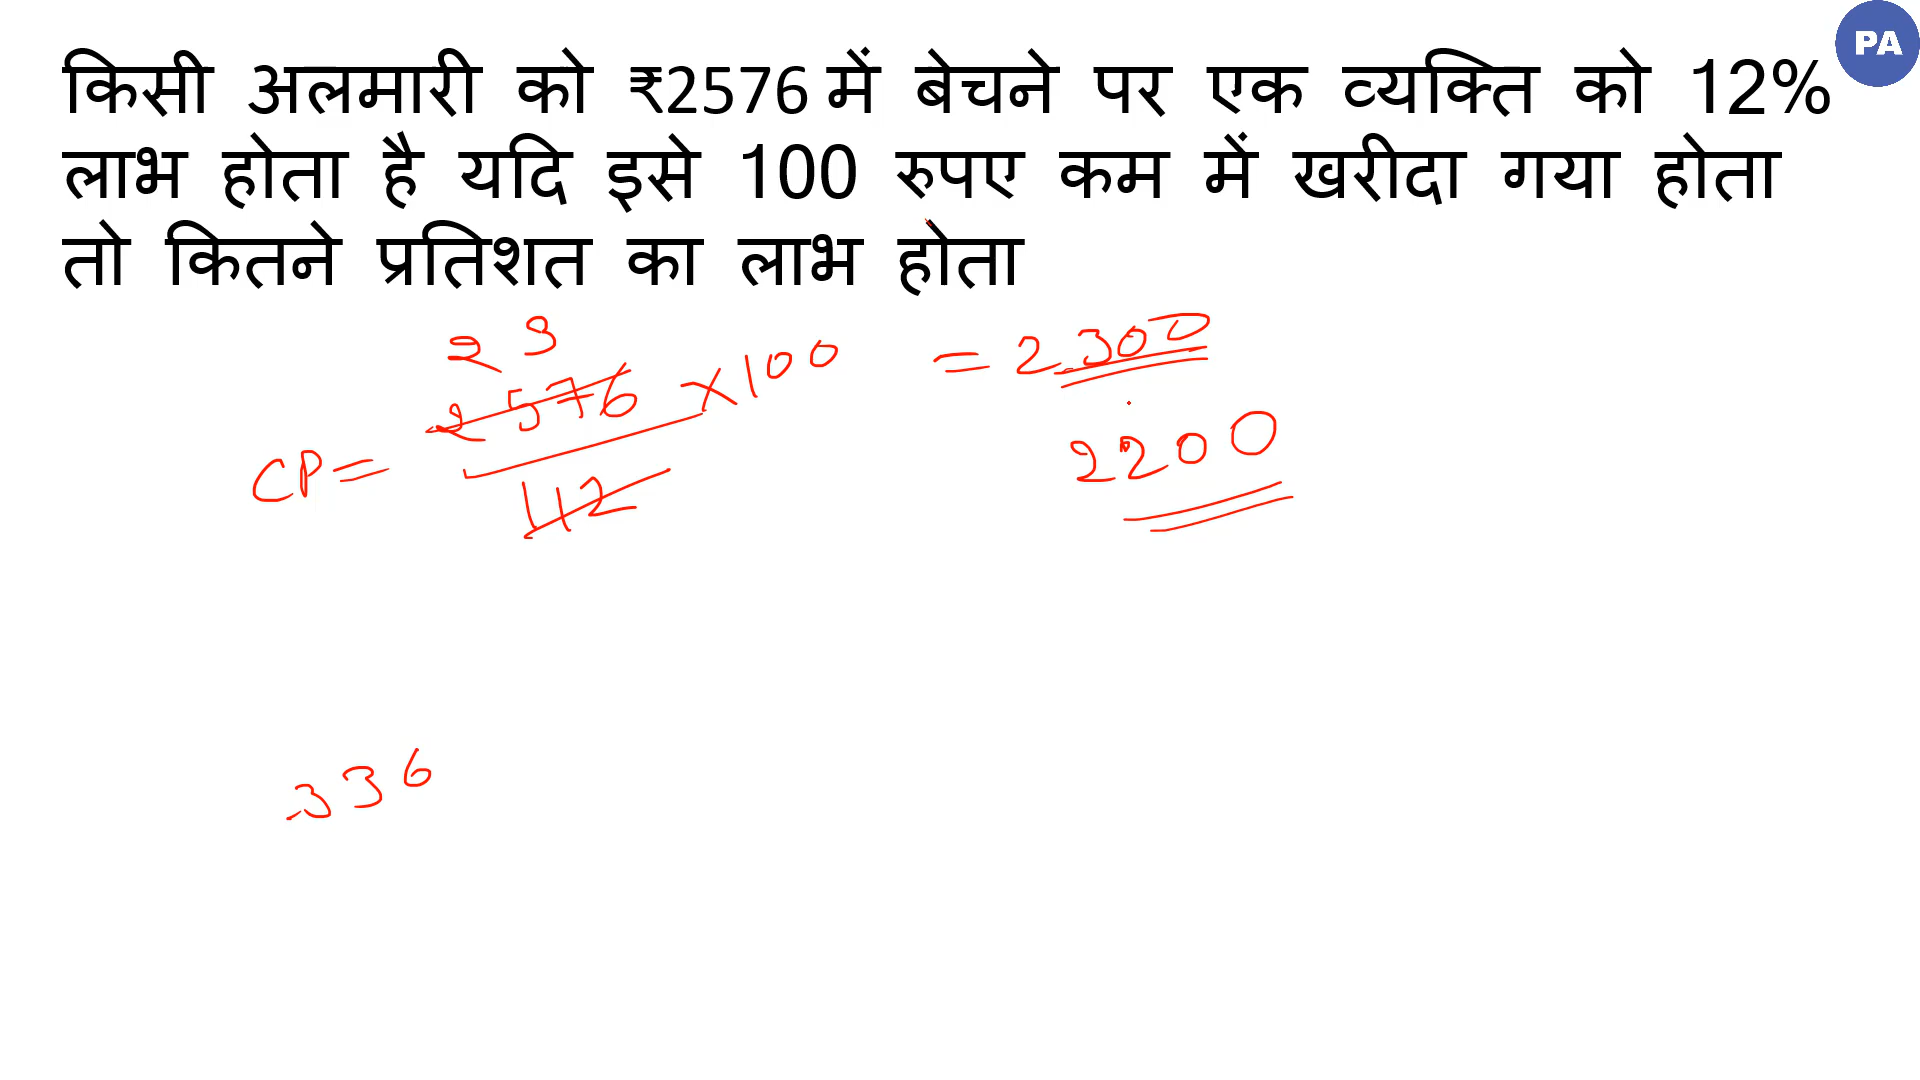 PA
किसी अलमारी को ₹2576 में बेचने पर एक व्यक्ति को 12%
लाभ होता है यदि इसे 100 रुपए कम में खरीदा गया होता
तो कितने प्रतिशत का लाभ होता
23
CP = 2576 × 100 = 2300
112
2200
336